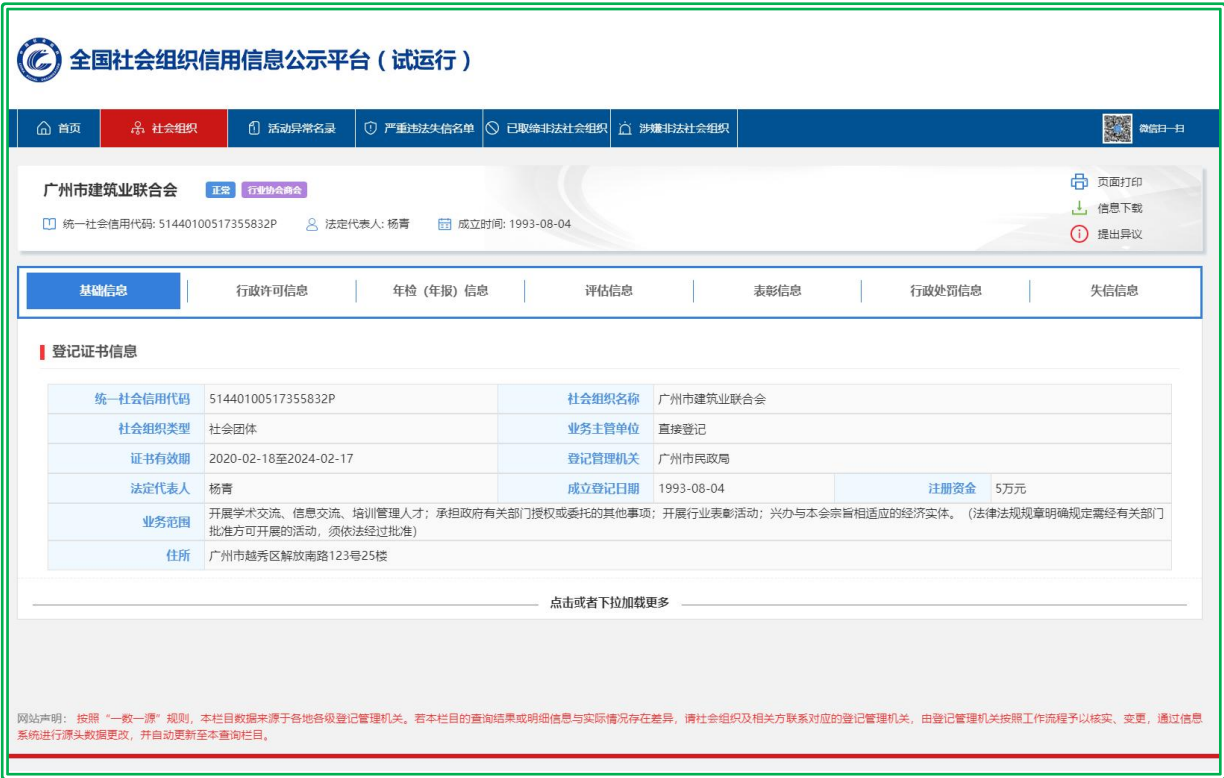 全国社会组织信用信息公示平台（试运行）
首页 社会组织 活动异常名录 严重违法失信名单 已取缔非法社会组织 涉嫌非法社会组织 微信扫一扫
广州市建筑业联合会 正常 行业协会商会
统一社会信用代码: 51440100517355832P 法定代表人: 杨青 成立时间: 1993-08-04
页面打印
信息下载
提出异议
基础信息 行政许可信息 年检（年报）信息 评估信息 表彰信息 行政处罚信息 失信信息
登记证书信息
统一社会信用代码 51440100517355832P 社会组织名称 广州市建筑业联合会
社会组织类型 社会团体 业务主管单位 直接登记
证书有效期 2020-02-18至2024-02-17 登记管理机关 广州市民政局
法定代表人 杨青 成立登记日期 1993-08-04 注册资金 5万元
业务范围 开展学术交流、信息交流、培训管理人才；承担政府有关部门授权或委托的其他事项；开展行业表彰活动；兴办与本会宗旨相适应的经济实体。（法律法规规章明确规定需经有关部门
批准方可开展的活动，须依法经过批准）
住所 广州市越秀区解放南路123号25楼
点击或者下拉加载更多
网站声明： 按照“一数一源”规则，本栏目数据来源于各地各级登记管理机关。若本栏目的查询结果或明细信息与实际情况存在差异，请社会组织及相关方联系对应的登记管理机关，由登记管理机关按照工作流程予以核实、变更，通过信息
系统进行源头数据更改，并自动更新至本查询栏目。